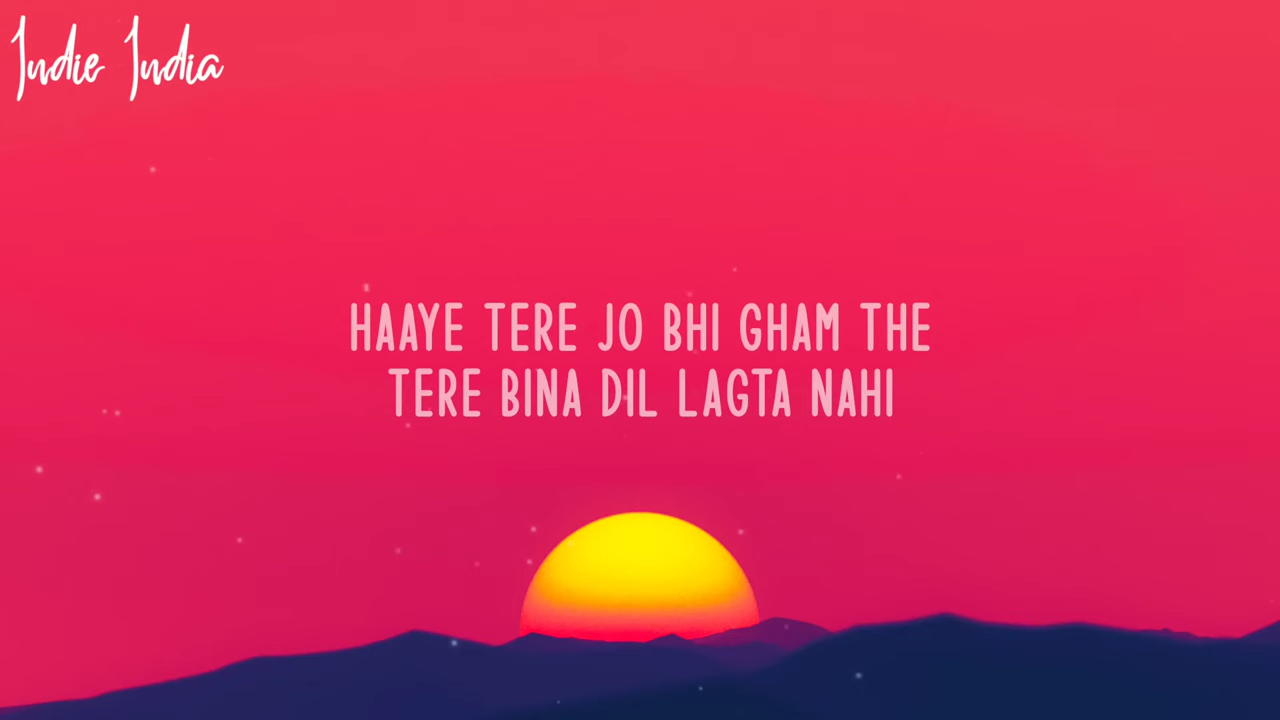 Indie India
HAAYE TERE JO BHI GHAM THE
TERE BINA DIL LAGTA NAHI